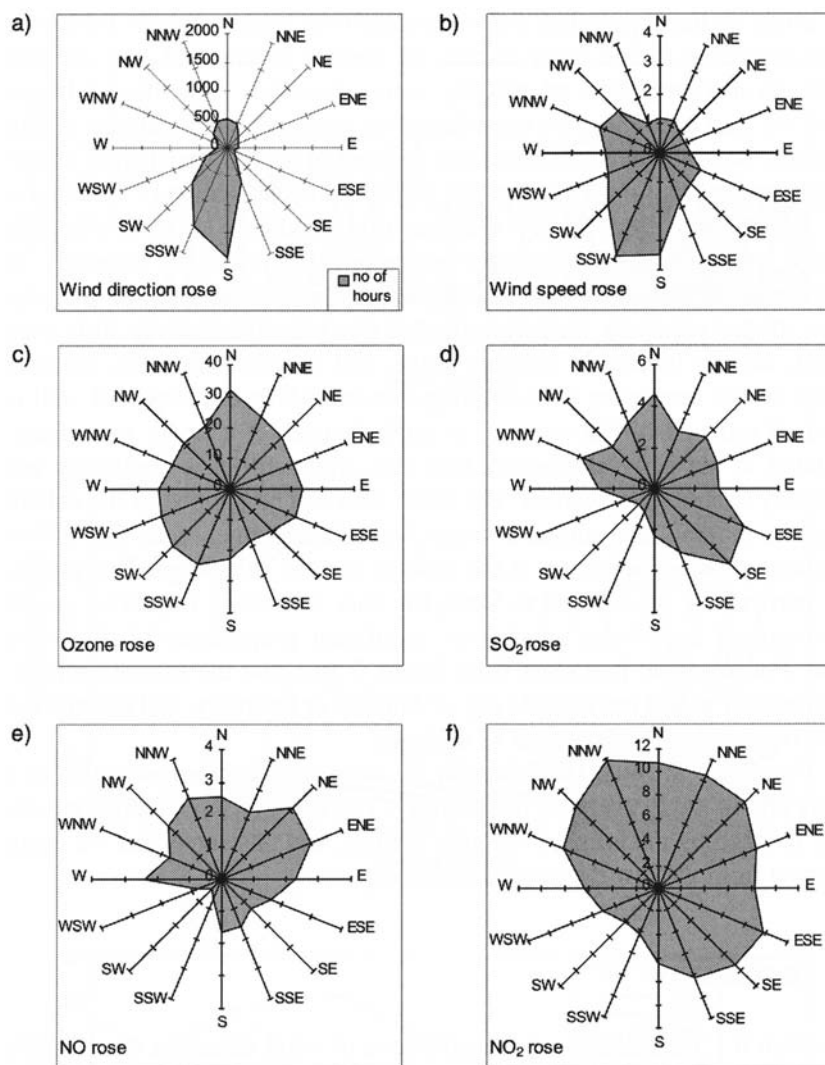 a)
N
NNW
2000
NNE
NW
1500
NE
WNW
1000
ENE
500
W
0
E
WSW
ESE
SW
SE
SSW
SSE
S
Wind direction rose
no of
hours
b)
N
NNW
4
NNE
NW
3
NE
2
WNW
ENE
1
W
0
E
WSW
ESE
SW
SE
SSW
SSE
S
Wind speed rose
c)
N
40
NNW
NNE
NW
30
NE
20
WNW
ENE
10
W
0
E
WSW
ESE
SW
SE
SSW
SSE
S
Ozone rose
d)
N
6
NNW
NNE
NW
4
NE
WNW
2
ENE
W
0
E
WSW
ESE
SW
SE
SSW
SSE
S
SO₂ rose
e)
N
4
NNW
NNE
NW
3
NE
2
WNW
ENE
1
W
0
E
WSW
ESE
SW
SE
SSW
SSE
S
NO rose
f)
N
12
NNW
NNE
10
NW
NE
8
6
WNW
ENE
4
2
W
0
E
WSW
ESE
SW
SE
SSW
SSE
S
NO₂ rose